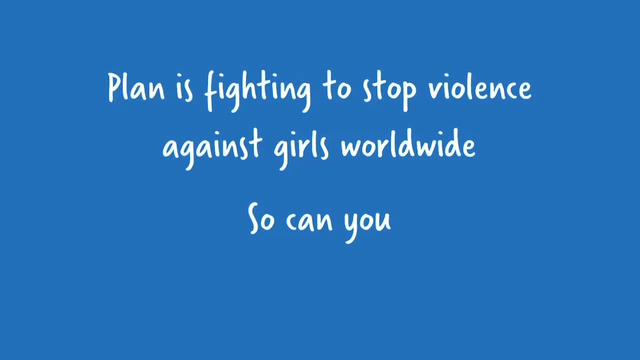 Plan is fighting to stop violence
against girls worldwide
So can you